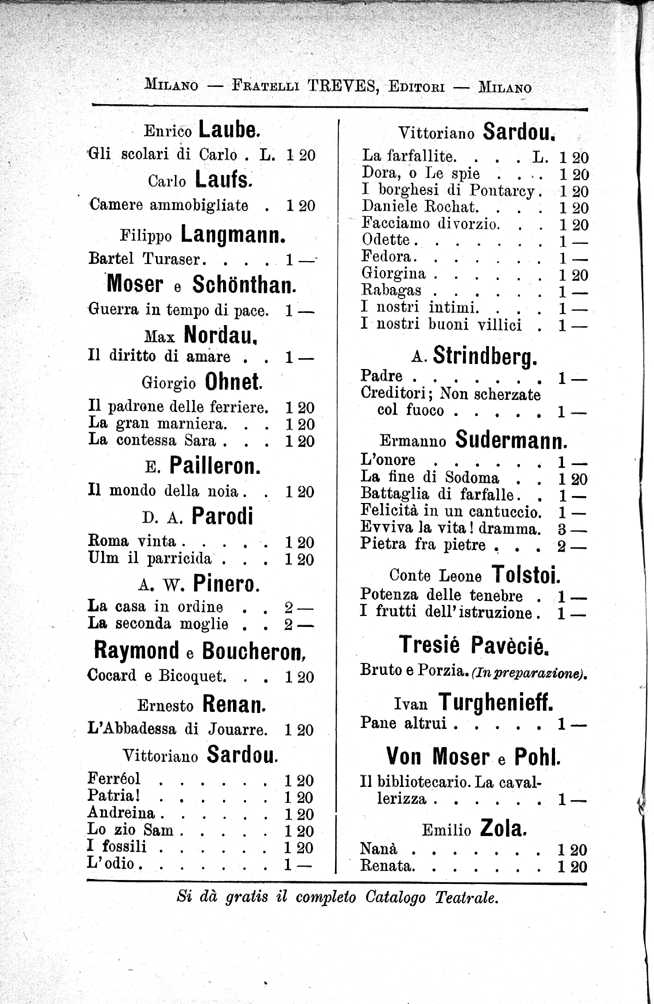 MILANO — FRATELLI TREVES, EDITORI — MILANO
Enrico Laube.
Gli scolari di Carlo . L. 1 20
Carlo Laufs.
Camere ammobigliate . 1 20
Filippo Langmann.
Bartel Turaser. . . . 1 —
Moser e Schönthan.
Guerra in tempo di pace. 1 —
Max Nordau.
Il diritto di amare . . 1 —
Giorgio Ohnet.
Il padrone delle ferriere. 1 20
La gran marniera. . . 1 20
La contessa Sara . . . 1 20
E. Pailleron.
Il mondo della noia . . 1 20
D. A. Parodi
Roma vinta . . . . . 1 20
Ulm il parricida . . . 1 20
A. W. Pinero.
La casa in ordine . . 2 —
La seconda moglie . . 2 —
Raymond e Boucheron.
Cocard e Bicoquet. . . 1 20
Ernesto Renan.
L'Abbadessa di Jouarre. 1 20
Vittoriano Sardou.
Ferréol . . . . . . 1 20
Patria! . . . . . . 1 20
Andreina . . . . . . 1 20
Lo zio Sam . . . . . 1 20
I fossili . . . . . . 1 20
L'odio . . . . . . . 1 —
Vittoriano Sardou.
La farfallite. . . . L. 1 20
Dora, o Le spie . . . 1 20
I borghesi di Pontarcy. 1 20
Daniele Rochat. . . . 1 20
Facciamo divorzio. . . 1 20
Odette . . . . . . . 1 —
Fedora. . . . . . . 1 —
Giorgina . . . . . . 1 20
Rabagas . . . . . . 1 —
I nostri intimi. . . . 1 —
I nostri buoni villici . 1 —
A. Strindberg.
Padre . . . . . . . 1 —
Creditori; Non scherzate
col fuoco . . . . . 1 —
Ermanno Sudermann.
L'onore . . . . . . 1 —
La fine di Sodoma . . 1 20
Battaglia di farfalle. . 1 —
Felicità in un cantuccio. 1 —
Evviva la vita! dramma. 3 —
Pietra fra pietre . . . 2 —
Conte Leone Tolstoi.
Potenza delle tenebre . 1 —
I frutti dell'istruzione . 1 —
Tresié Pavècié.
Bruto e Porzia. (In preparazione).
Ivan Turghenieff.
Pane altrui . . . . . 1 —
Von Moser e Pohl.
Il bibliotecario. La caval-
lerizza . . . . . . 1 —
Emilio Zola.
Nanà . . . . . . . 1 20
Renata. . . . . . . 1 20
Si dà gratis il completo Catalogo Teatrale.